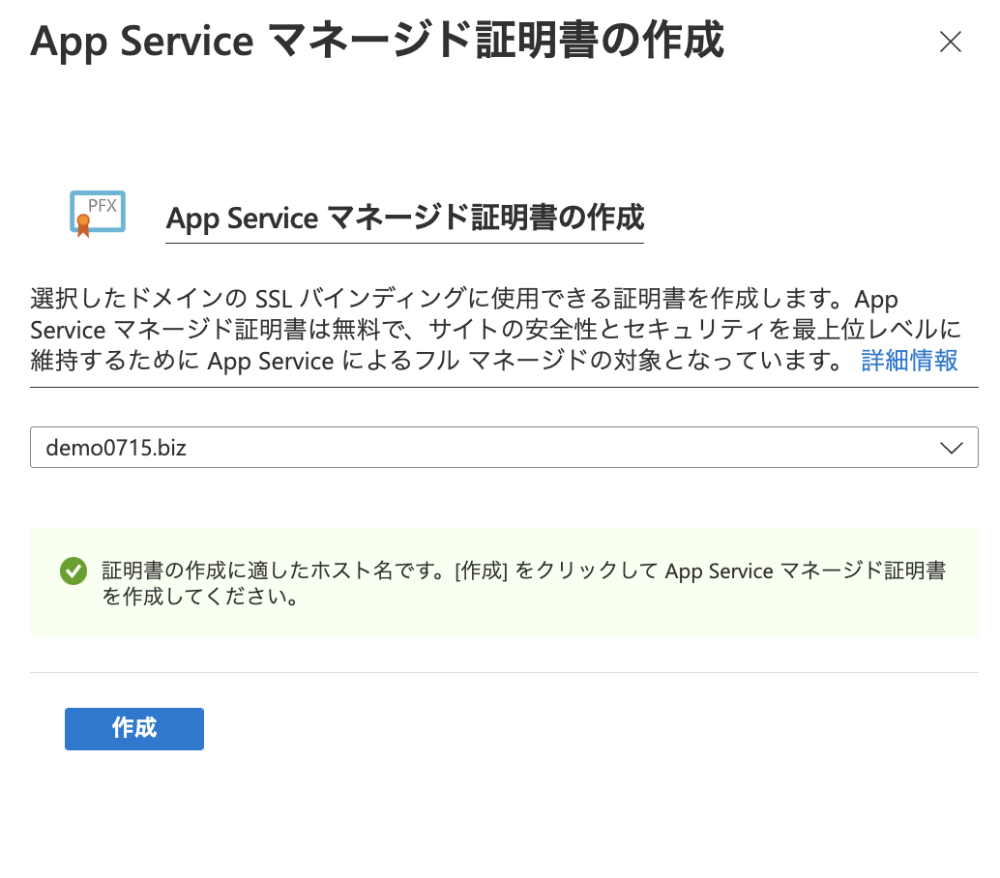 App Service マネージド証明書の作成
PFX
App Service マネージド証明書の作成
選択したドメインの SSL バインディングに使用できる証明書を作成します。App
Service マネージド証明書は無料で、サイトの安全性とセキュリティを最上位レベルに
維持するために App Service によるフル マネージドの対象となっています。 詳細情報
demo0715.biz
証明書の作成に適したホスト名です。[作成] をクリックして App Service マネージド証明書
を作成してください。
作成